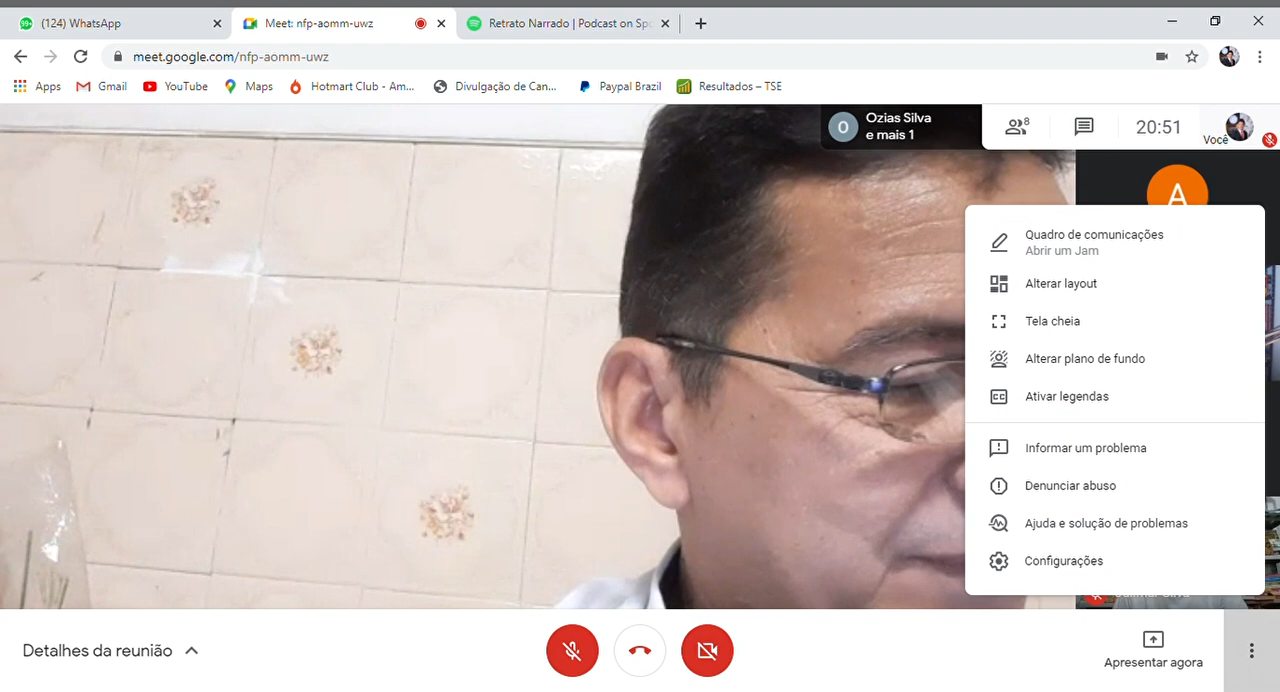 99+ (124) WhatsApp
Meet: nfp-aomm-uwz
Retrato Narrado | Podcast on Spo
meet.google.com/nfp-aomm-uwz
Apps
Gmail
YouTube
Maps
Hotmart Club - Am...
Divulgação de Can...
Paypal Brazil
Resultados – TSE
O
Ozias Silva
e mais 1
8
20:51
Você
A
Quadro de comunicações
Abrir um Jam
Alterar layout
Tela cheia
Alterar plano de fundo
CC
Ativar legendas
Informar um problema
Denunciar abuso
Ajuda e solução de problemas
Configurações
Silva
Detalhes da reunião
Apresentar agora